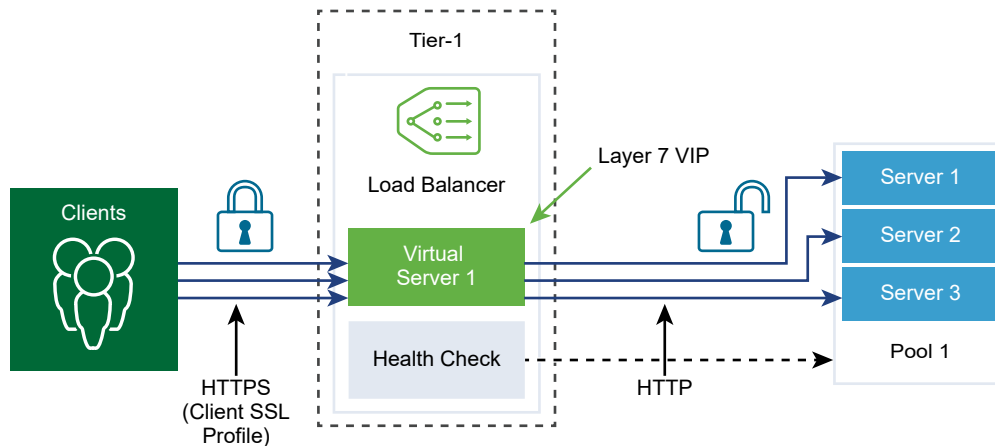 Tier-1
Load Balancer
Layer 7 VIP
Clients
Virtual
Server 1
Server 1
Server 2
Server 3
Pool 1
Health Check
HTTPS
(Client SSL
Profile)
HTTP